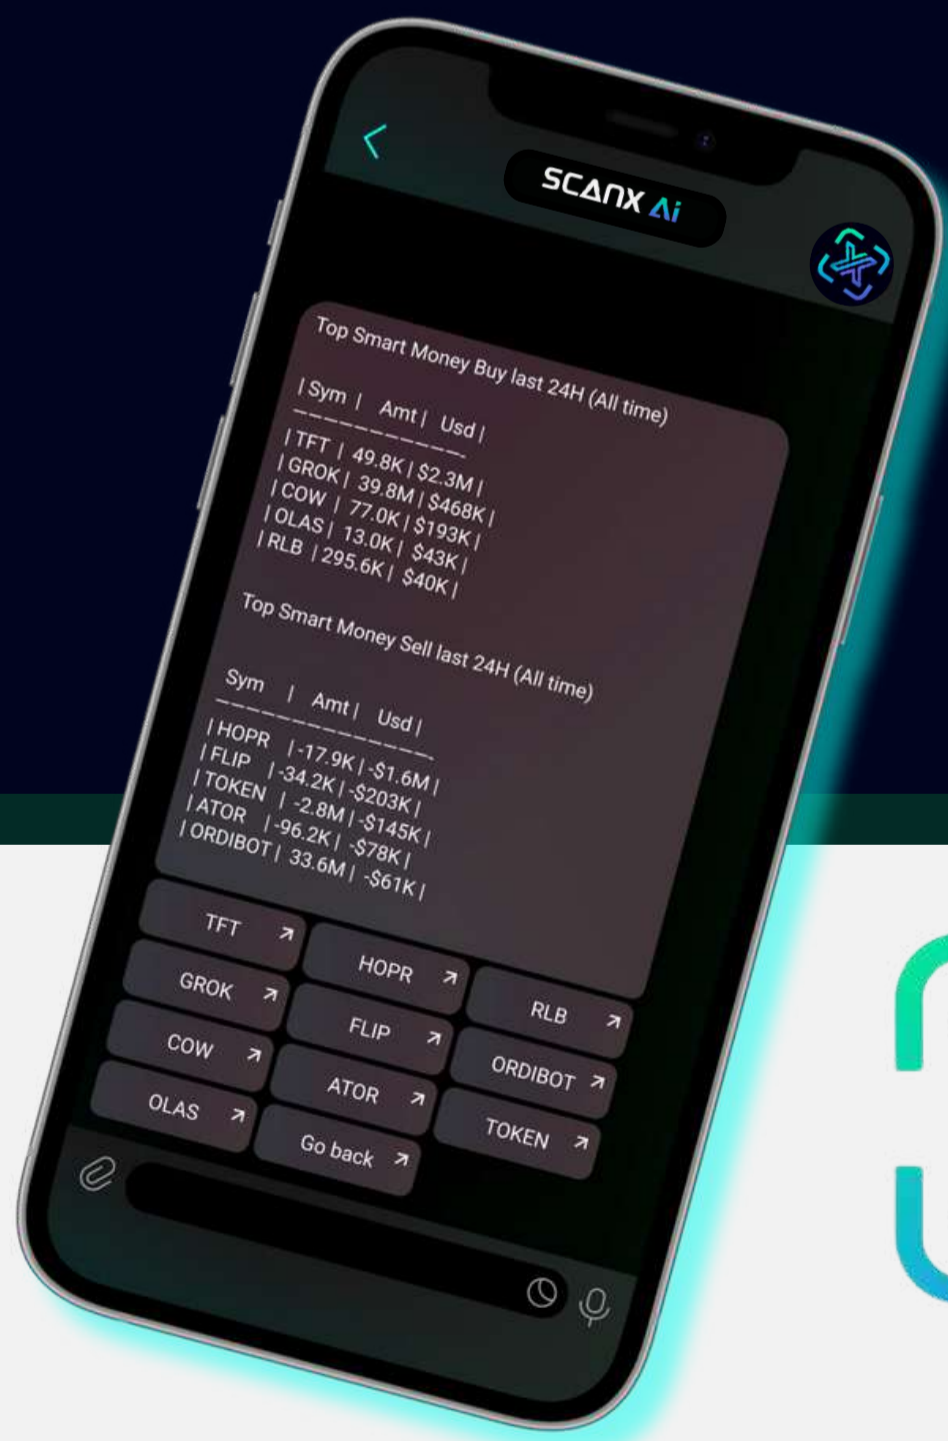 SCANX Ai
Top Smart Money Buy last 24H (All time)
| Sym | Amt | Usd |
———————————
| TFT | 49.8K | $2.3M |
| GROK | 39.8M | $468K |
| COW | 77.0K | $193K |
| OLAS | 13.0K | $43K |
| RLB | 295.6K | $40K |
Top Smart Money Sell last 24H (All time)
Sym | Amt | Usd |
——————————————
| HOPR | -17.9K | -$1.6M |
| FLIP | -34.2K | -$203K |
| TOKEN | -2.8M | -$145K |
| ATOR | -96.2K | -$78K |
| ORDIBOT | 33.6M | -$61K |
TFT
HOPR
RLB
GROK
FLIP
ORDIBOT
COW
ATOR
TOKEN
OLAS
Go back